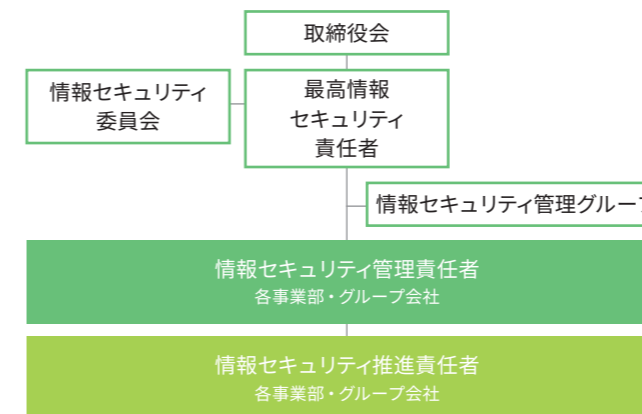 取締役会
情報セキュリティ
委員会
最高情報
セキュリティ
責任者
情報セキュリティ管理グルー
情報セキュリティ管理責任者
各事業部・グループ会社
情報セキュリティ推進責任者
各事業部・グループ会社